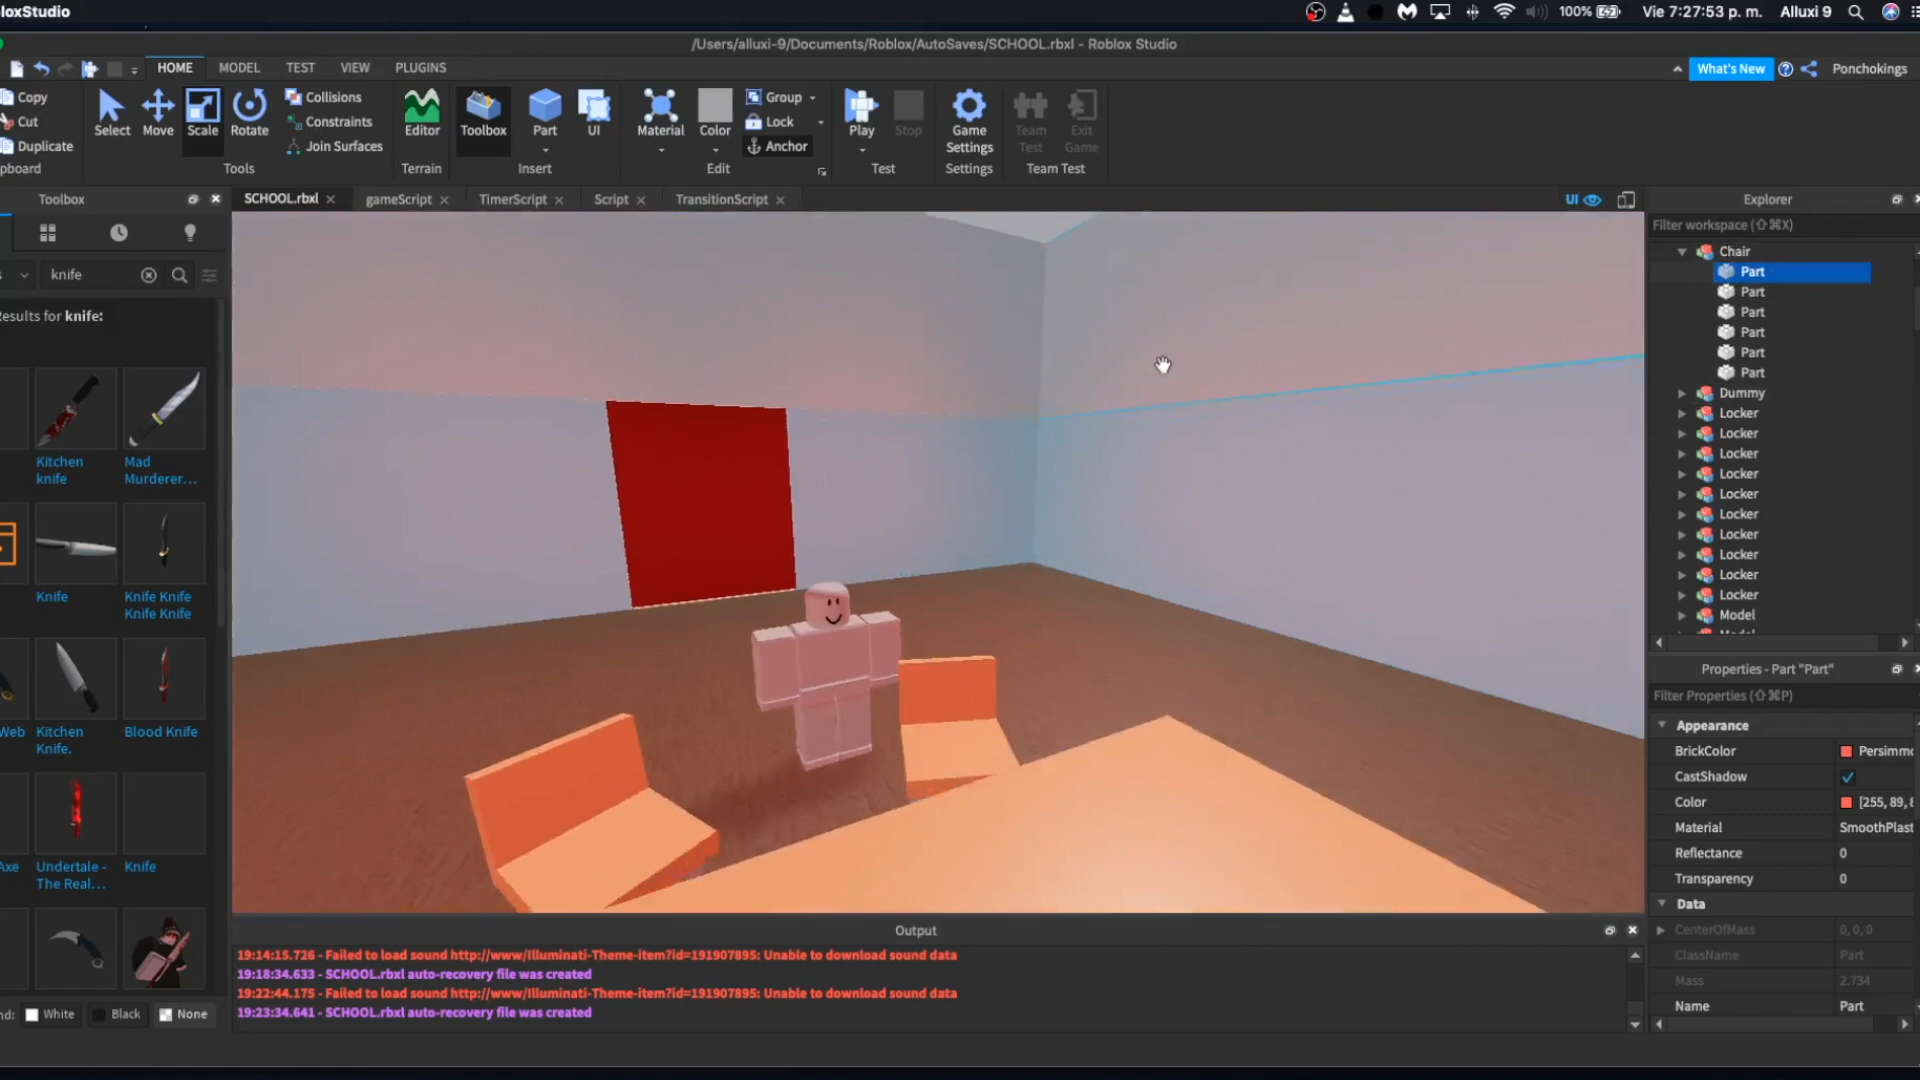 bloxStudio
100%
Vie 7:27:53 p. m.
Alluxi 9
/Users/alluxi-9/Documents/Roblox/AutoSaves/SCHOOL.rbxl - Roblox Studio
HOME
MODEL
TEST
VIEW
PLUGINS
What's New
Ponchokings
Copy
Cut
Duplicate
pboard
Select
Move
Scale
Rotate
Collisions
Constraints
Join Surfaces
Tools
Editor
Terrain
Toolbox
Part
UI
Insert
Material
Color
Group
Lock
Anchor
Edit
Play
Stop
Test
Game
Settings
Settings
Team
Test
Exit
Game
Team Test
Toolbox
SCHOOL.rbxl
gameScript
TimerScript
Script
TransitionScript
UI
knife
esults for knife:
Kitchen
knife
Mad
Murderer...
Knife
Knife Knife
Knife Knife
Web
Kitchen
Knife.
Blood Knife
Axe
Undertale -
The Real...
Knife
nd:
White
Black
None
Explorer
Filter workspace (⇧⌘X)
Chair
Part
Part
Part
Part
Part
Part
Dummy
Locker
Locker
Locker
Locker
Locker
Locker
Locker
Locker
Locker
Locker
Model
Model
Properties - Part "Part"
Filter Properties (⇧⌘P)
Appearance
BrickColor
Persimmo
CastShadow
Color
[255, 89, 8
Material
SmoothPlast
Reflectance
0
Transparency
0
Data
CenterOfMass
0, 0, 0
ClassName
Part
Mass
2.734
Name
Part
Output
19:14:15.726 - Failed to load sound http://www/Illuminati-Theme-item?id=191907895: Unable to download sound data
19:18:34.633 - SCHOOL.rbxl auto-recovery file was created
19:22:44.175 - Failed to load sound http://www/Illuminati-Theme-item?id=191907895: Unable to download sound data
19:23:34.641 - SCHOOL.rbxl auto-recovery file was created